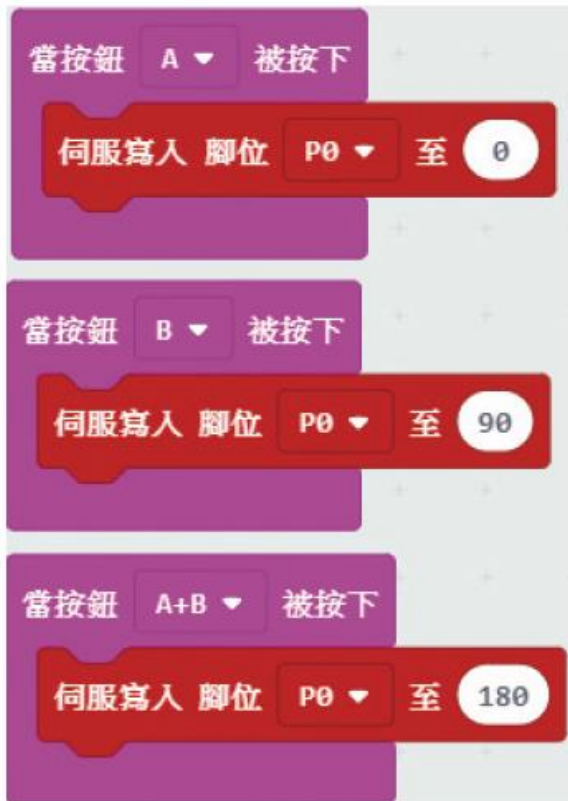 當按鈕 A 被按下
伺服寫入 腳位 P0 至 0
當按鈕 B 被按下
伺服寫入 腳位 P0 至 90
當按鈕 A+B 被按下
伺服寫入 腳位 P0 至 180